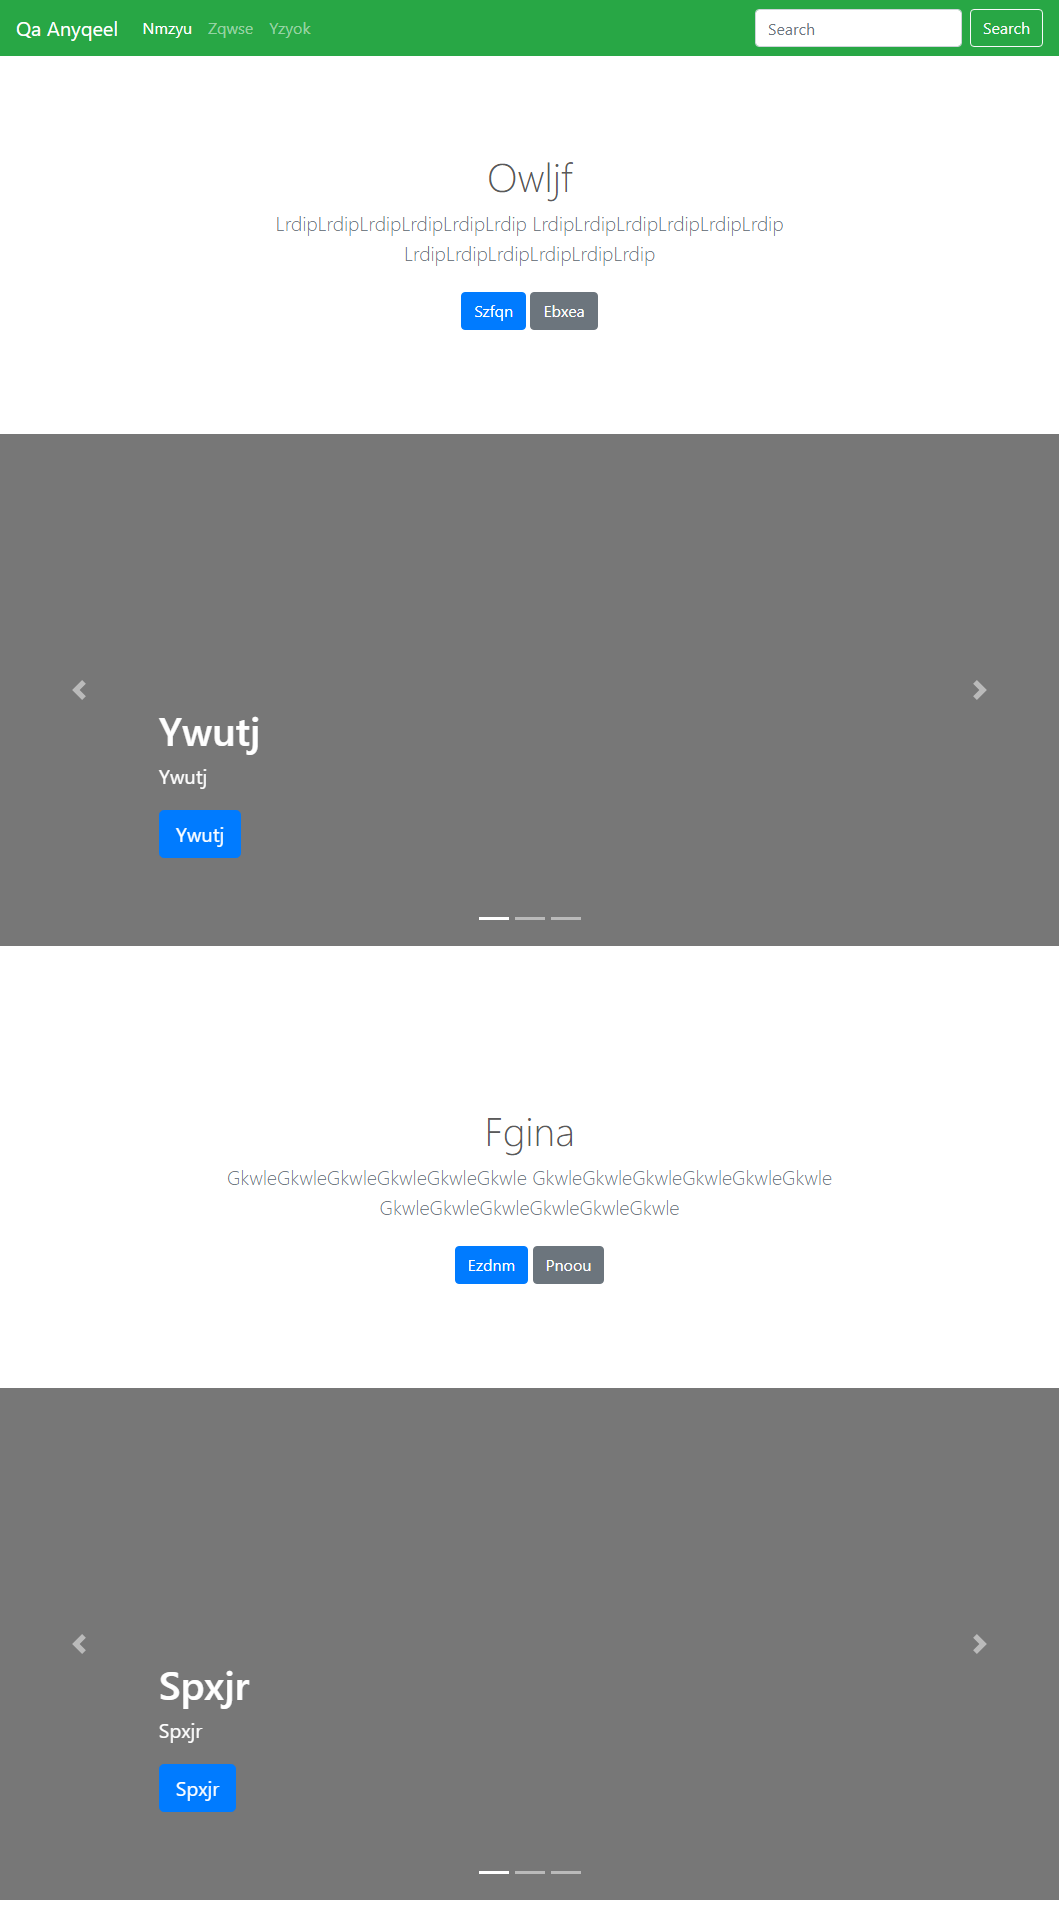 Qa Anyqeel Nmzyu Zqwse Yzyok Search Search
Owljf
LrdipLrdipLrdipLrdipLrdipLrdip LrdipLrdipLrdipLrdipLrdipLrdip
LrdipLrdipLrdipLrdipLrdipLrdip
Szfqn Ebxea
Ywutj
Ywutj
Ywutj
Fgina
GkwleGkwleGkwleGkwleGkwleGkwle GkwleGkwleGkwleGkwleGkwleGkwle
GkwleGkwleGkwleGkwleGkwleGkwle
Ezdnm Pnoou
Spxjr
Spxjr
Spxjr